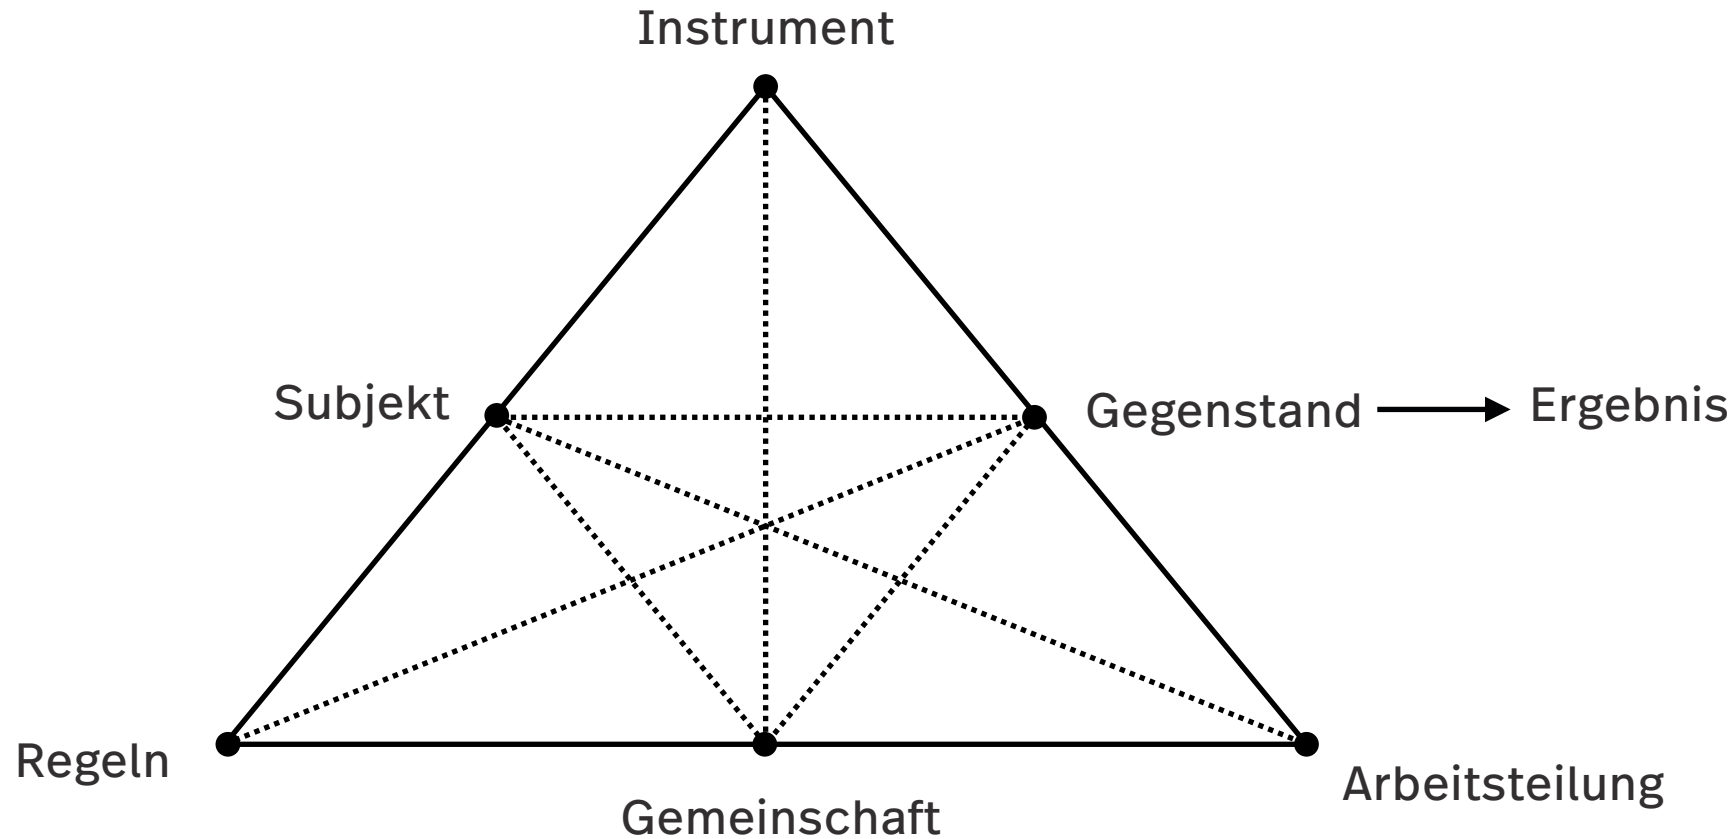 Instrument
Subjekt
Gegenstand
Ergebnis
Regeln
Gemeinschaft
Arbeitsteilung